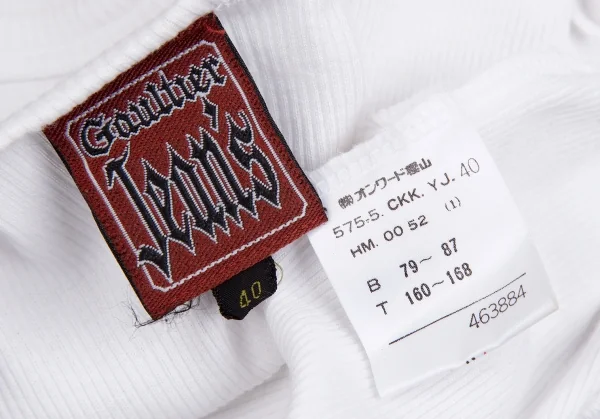 Gaultier
Jean's
40
㈱オンワード樫山
575-5. CKK. YJ. 40
HM. 00 52 (1)
B 79~ 87
T 160~168
463884